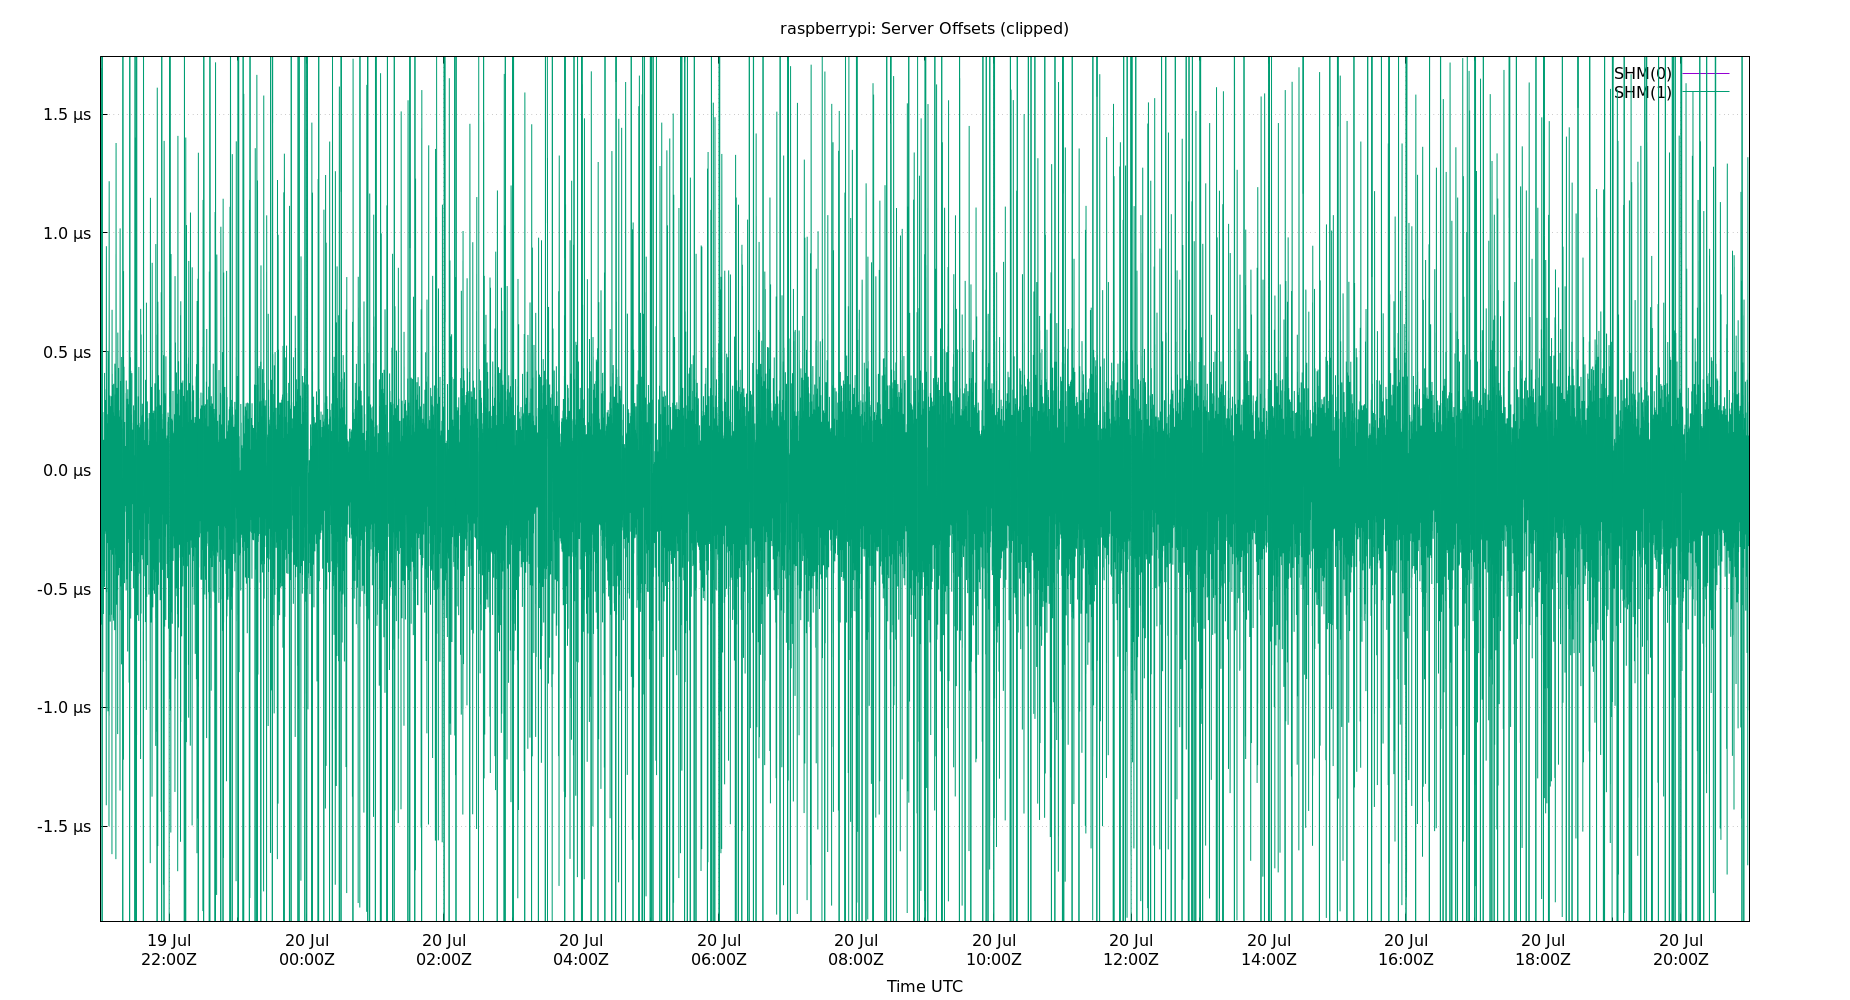 raspberrypi: Server Offsets (clipped)
SHM(0)
SHM(1)
1.5 µs
1.0 µs
0.5 µs
0.0 µs
-0.5 µs
-1.0 µs
-1.5 µs
19 Jul 20 Jul 20 Jul 20 Jul 20 Jul 20 Jul 20 Jul 20 Jul 20 Jul 20 Jul 20 Jul 20 Jul
22:00Z 00:00Z 02:00Z 04:00Z 06:00Z 08:00Z 10:00Z 12:00Z 14:00Z 16:00Z 18:00Z 20:00Z
Time UTC